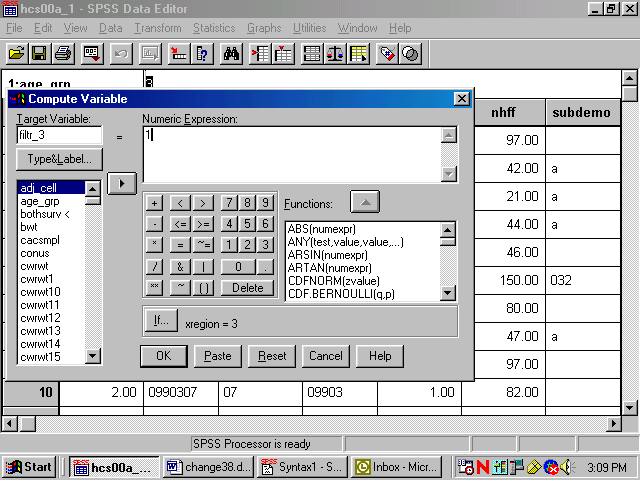 hcs00a_1 - SPSS Data Editor
File Edit View Data Transform Statistics Graphs Utilities Window Help
1:age_grp
Compute Variable
Target Variable:
filtr_3
=
Numeric Expression:
1
Type&Label...
adj_cell
age_grp
bothsurv <
bwt
cacsmpl
conus
cwrwt
cwrwt1
cwrwt10
cwrwt11
cwrwt12
cwrwt13
cwrwt14
cwrwt15
+ < > 7 8 9
- <= >= 4 5 6
* = ~= 1 2 3
/ & | 0 .
** ~ ( ) Delete
Functions:
ABS(numexpr)
ANY(test,value,value,...)
ARSIN(numexpr)
ARTAN(numexpr)
CDFNORM(zvalue)
CDF.BERNOULLI(q,p)
If... xregion = 3
OK Paste Reset Cancel Help
nhff subdemo
97.00
42.00 a
21.00 a
44.00 a
46.00
150.00 032
80.00
47.00 a
97.00
10 2.00 0990307 07 09903 1.00 82.00
SPSS Processor is ready
Start hcs00a_... change38.d... Syntax1 - S... Inbox - Micr... 3:09 PM